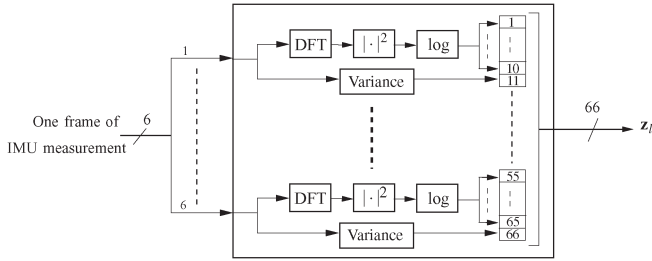 One frame of
IMU measurement
6
1
6
DFT
|·|²
log
Variance
1
10
11
DFT
|·|²
log
Variance
55
65
66
66
z_l